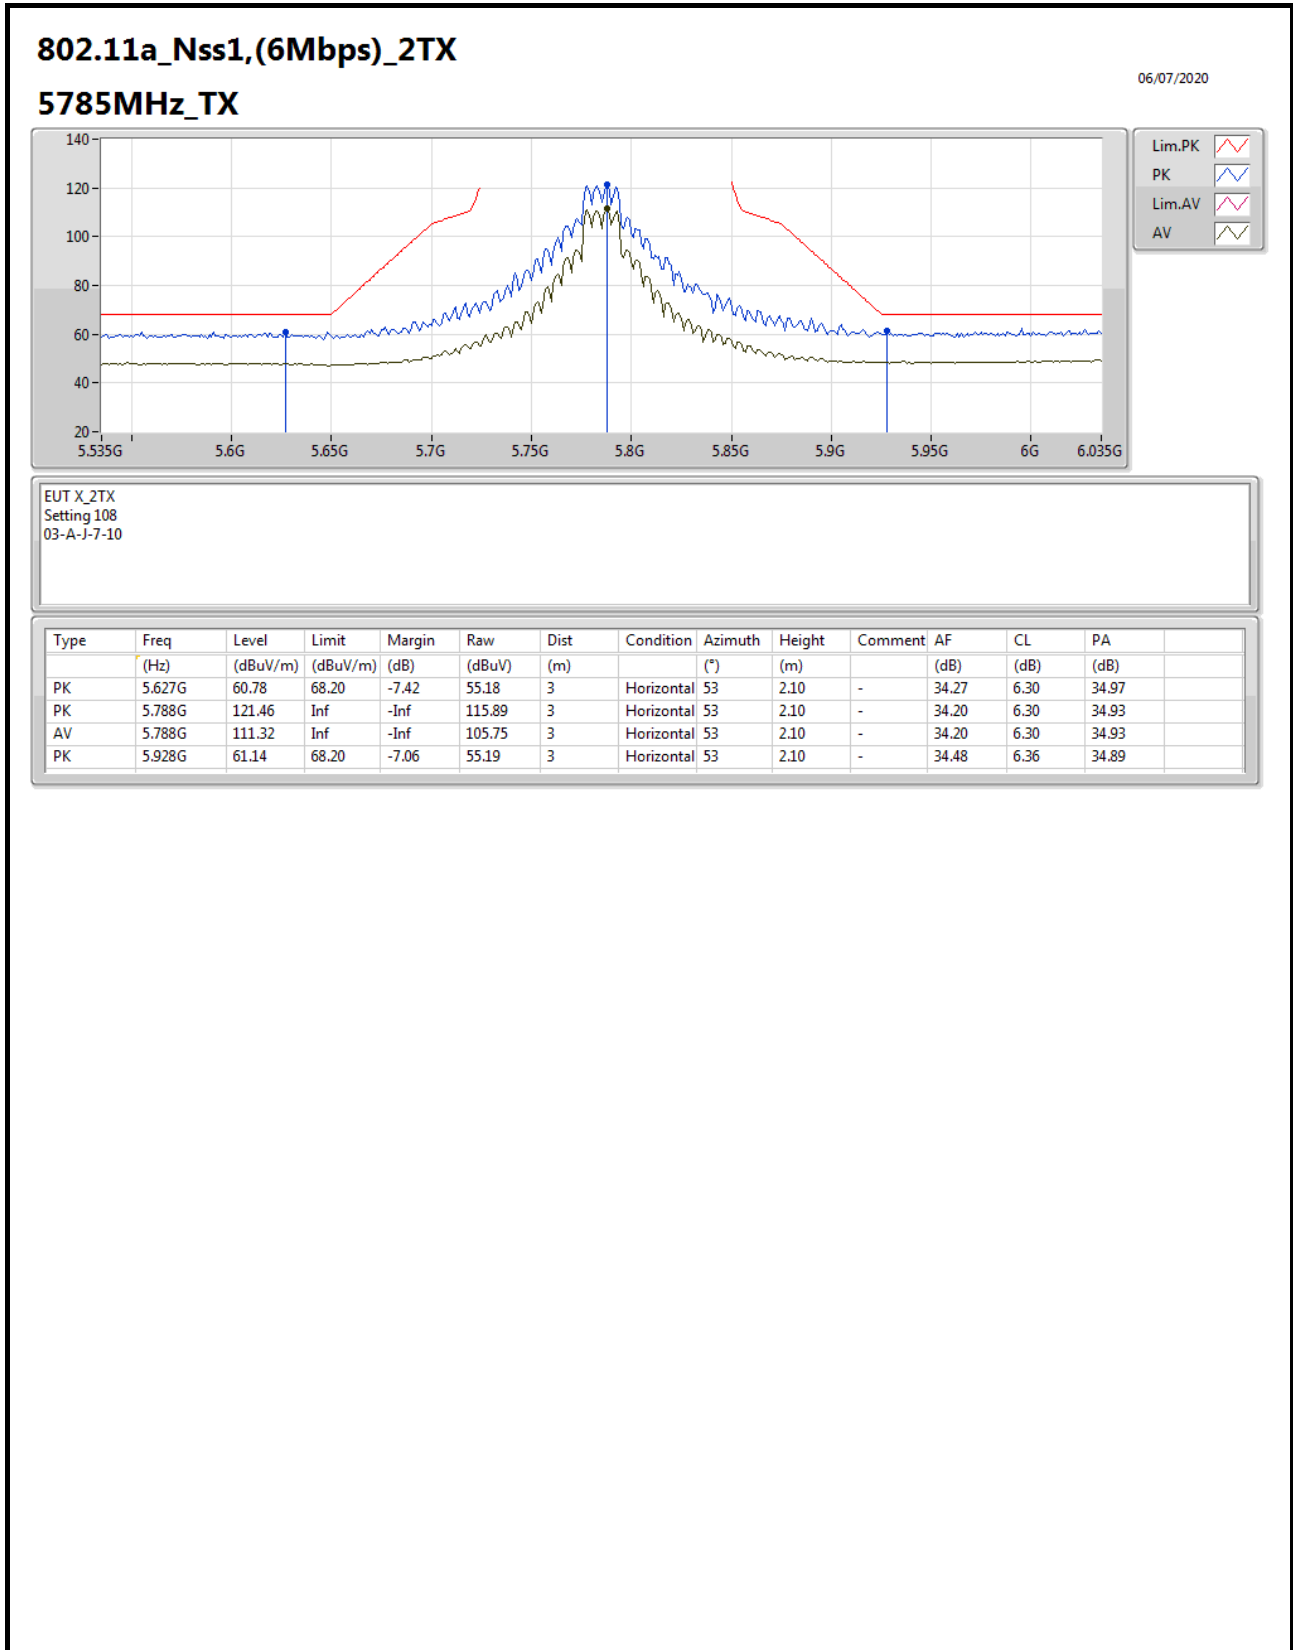 802.11a_Nss1,(6Mbps)_2TX
06/07/2020
5785MHz_TX
140
120
100
80
60
40
20
5.535G 5.6G 5.65G 5.7G 5.75G 5.8G 5.85G 5.9G 5.95G 6G 6.035G
Lim.PK
PK
Lim.AV
AV
EUT X_2TX
Setting 108
03-A-J-7-10
Type Freq Level Limit Margin Raw Dist Condition Azimuth Height Comment AF CL PA
(Hz) (dBuV/m) (dBuV/m) (dB) (dBuV) (m) (°) (m) (dB) (dB) (dB)
PK 5.627G 60.78 68.20 -7.42 55.18 3 Horizontal 53 2.10 - 34.27 6.30 34.97
PK 5.788G 121.46 Inf -Inf 115.89 3 Horizontal 53 2.10 - 34.20 6.30 34.93
AV 5.788G 111.32 Inf -Inf 105.75 3 Horizontal 53 2.10 - 34.20 6.30 34.93
PK 5.928G 61.14 68.20 -7.06 55.19 3 Horizontal 53 2.10 - 34.48 6.36 34.89